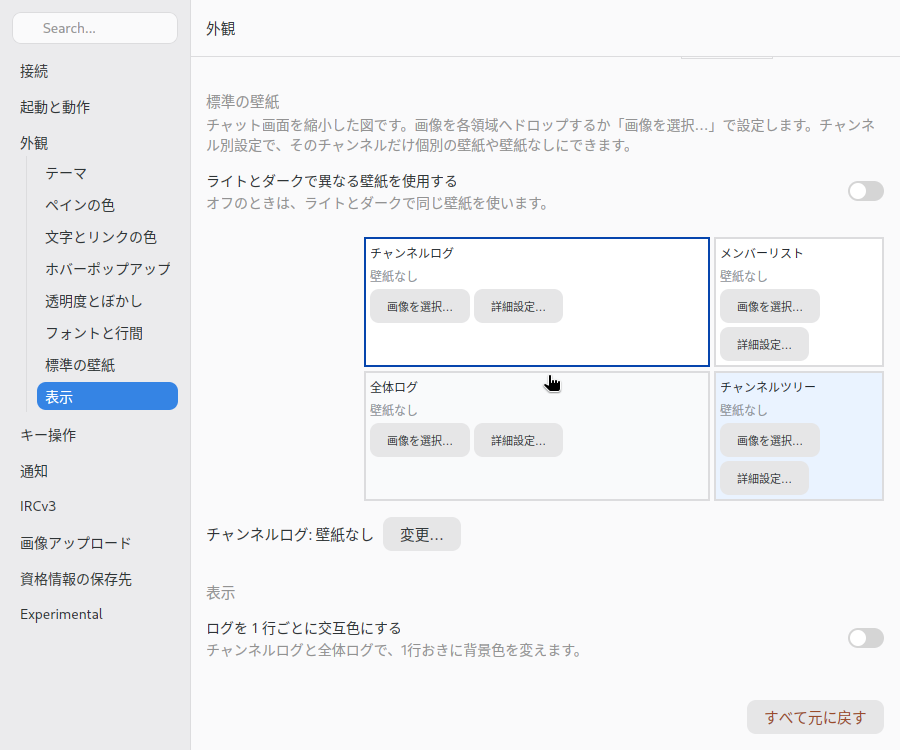 Search...
外観
接続
起動と動作
外観
テーマ
ペインの色
文字とリンクの色
ホバーポップアップ
透明度とぼかし
フォントと行間
標準の壁紙
表示
キー操作
通知
IRCv3
画像アップロード
資格情報の保存先
Experimental
標準の壁紙
チャット画面を縮小した図です。画像を各領域へドロップするか「画像を選択...」で設定します。チャンネ
ル別設定で、そのチャンネルだけ個別の壁紙や壁紙なしにできます。
ライトとダークで異なる壁紙を使用する
オフのときは、ライトとダークで同じ壁紙を使います。
チャンネルログ
壁紙なし
画像を選択... 詳細設定...
メンバーリスト
壁紙なし
画像を選択...
詳細設定...
全体ログ
壁紙なし
画像を選択... 詳細設定...
チャンネルツリー
壁紙なし
画像を選択...
詳細設定...
チャンネルログ: 壁紙なし 変更...
表示
ログを 1 行ごとに交互色にする
チャンネルログと全体ログで、1行おきに背景色を変えます。
すべて元に戻す